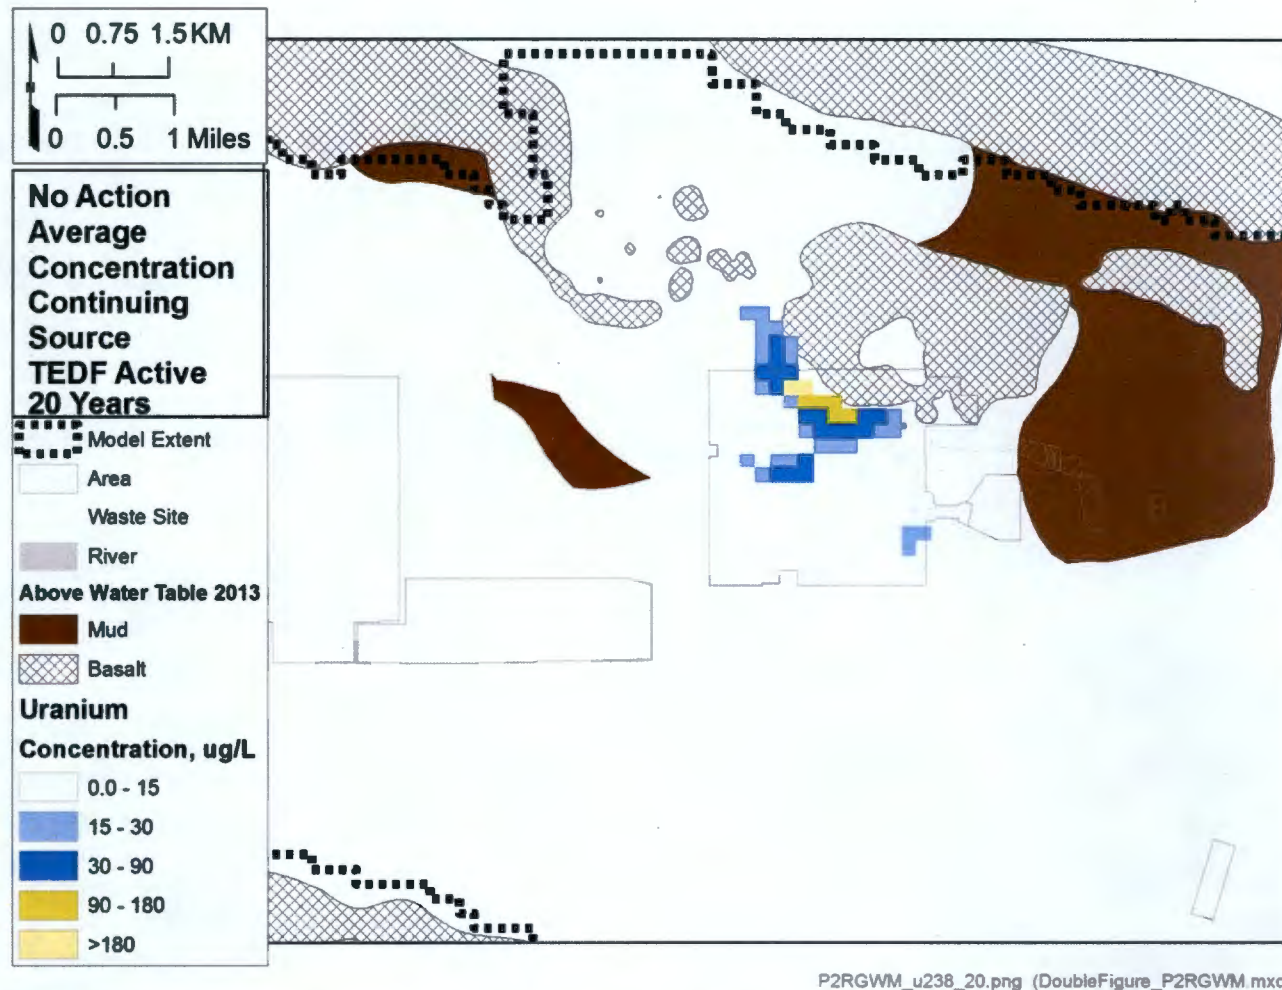 0 0.75 1.5 KM
0 0.5 1 Miles
No Action
Average
Concentration
Continuing
Source
TEDF Active
20 Years
Model Extent
Area
Waste Site
River
Above Water Table 2013
Mud
Basalt
Uranium
Concentration, ug/L
0.0 - 15
15 - 30
30 - 90
90 - 180
>180
P2RGWM_u238_20.png (DoubleFigure_P2RGWM.mxd